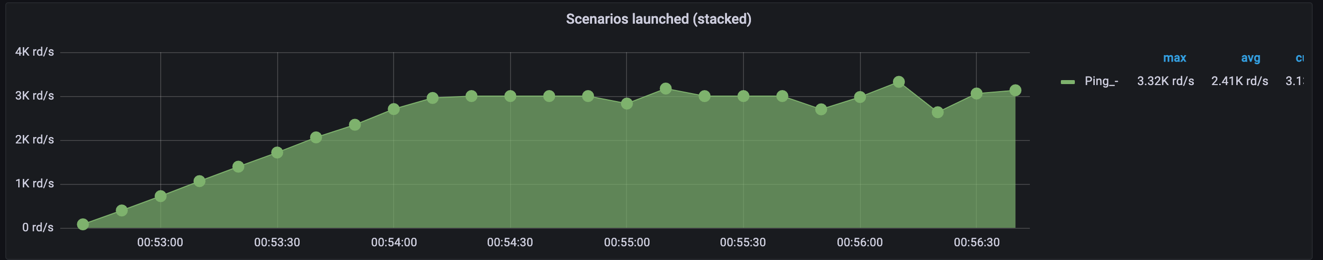 Scenarios launched (stacked)
4K rd/s
3K rd/s
2K rd/s
1K rd/s
0 rd/s
00:53:00 00:53:30 00:54:00 00:54:30 00:55:00 00:55:30 00:56:00 00:56:30
max avg
Ping_- 3.32K rd/s 2.41K rd/s